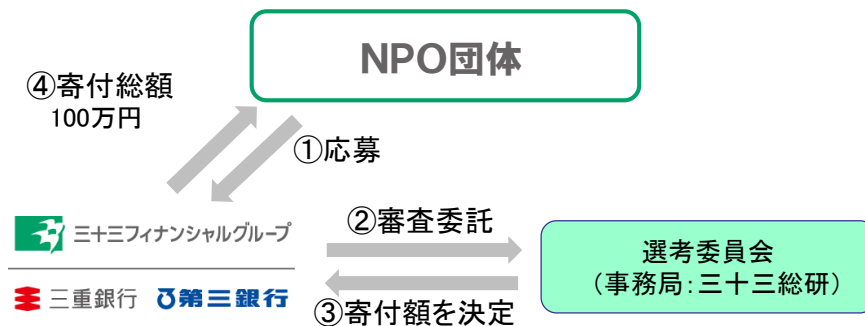 NPO団体
④寄付総額
100万円
①応募
三十三フィナンシャルグループ
三重銀行 第三銀行
②審査委託
③寄付額を決定
選考委員会
（事務局：三十三総研）